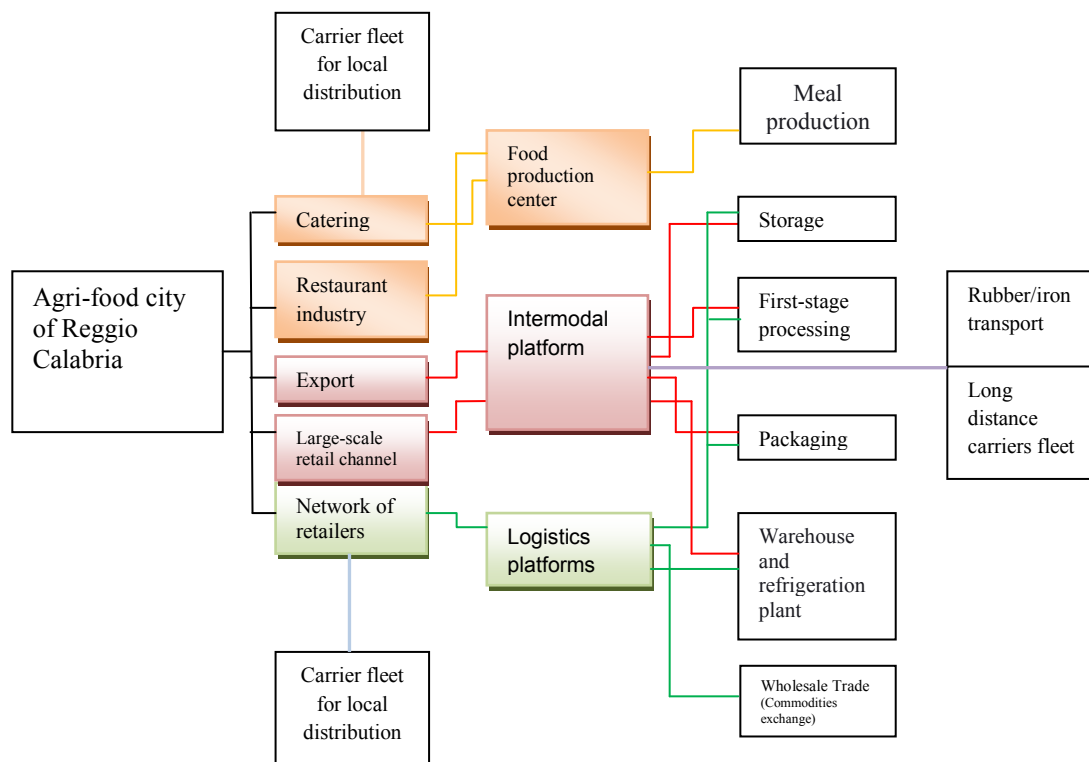 Carrier fleet
for local
distribution
Meal
production
Food
production
center
Catering
Storage
Agri-food city
of Reggio
Calabria
Restaurant
industry
Intermodal
platform
First-stage
processing
Rubber/iron
transport
Export
Long
distance
carriers fleet
Large-scale
retail channel
Packaging
Network of
retailers
Logistics
platforms
Warehouse
and
refrigeration
plant
Carrier fleet
for local
distribution
Wholesale Trade
(Commodities
exchange)